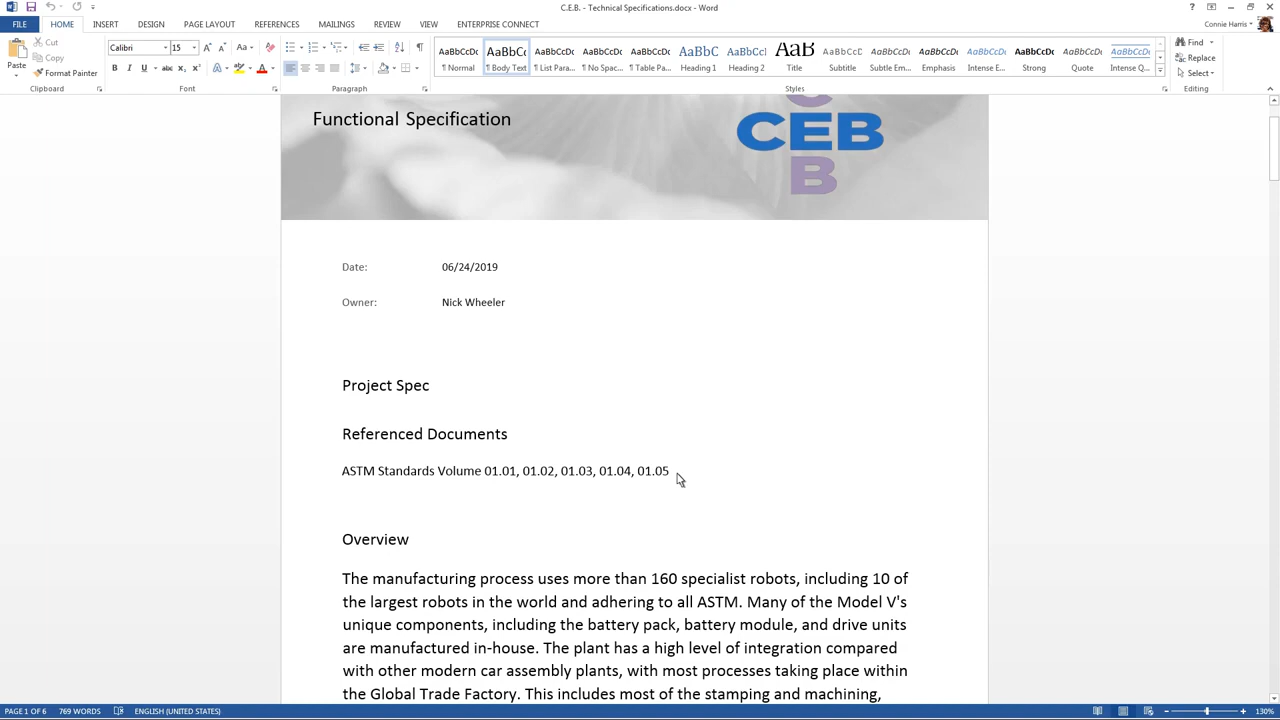 C.E.B. - Technical Specifications.docx - Word
FILE HOME INSERT DESIGN PAGE LAYOUT REFERENCES MAILINGS REVIEW VIEW ENTERPRISE CONNECT
Connie Harris
Paste
Cut
Copy
Format Painter
Calibri 15
AaBbCcDc AaBbCc AaBbCcDc AaBbCcDc AaBbCcDc AaBbC AaBbCcl AaB AaBbCcDc AaBbCcDc AaBbCcDc AaBbCcDc AaBbCcDc AaBbCcDc AaBbCcDc
¶ Normal ¶ Body Text ¶ List Para... ¶ No Spac... ¶ Table Pa... Heading 1 Heading 2 Title Subtitle Subtle Em... Emphasis Intense E... Strong Quote Intense Q...
Find
Replace
Select
Clipboard Font Paragraph Styles Editing
Functional Specification
CEB
B
Date: 06/24/2019
Owner: Nick Wheeler
Project Spec
Referenced Documents
ASTM Standards Volume 01.01, 01.02, 01.03, 01.04, 01.05
Overview
The manufacturing process uses more than 160 specialist robots, including 10 of
the largest robots in the world and adhering to all ASTM. Many of the Model V's
unique components, including the battery pack, battery module, and drive units
are manufactured in-house. The plant has a high level of integration compared
with other modern car assembly plants, with most processes taking place within
the Global Trade Factory. This includes most of the stamping and machining,
PAGE 1 OF 6 769 WORDS ENGLISH (UNITED STATES) 130%